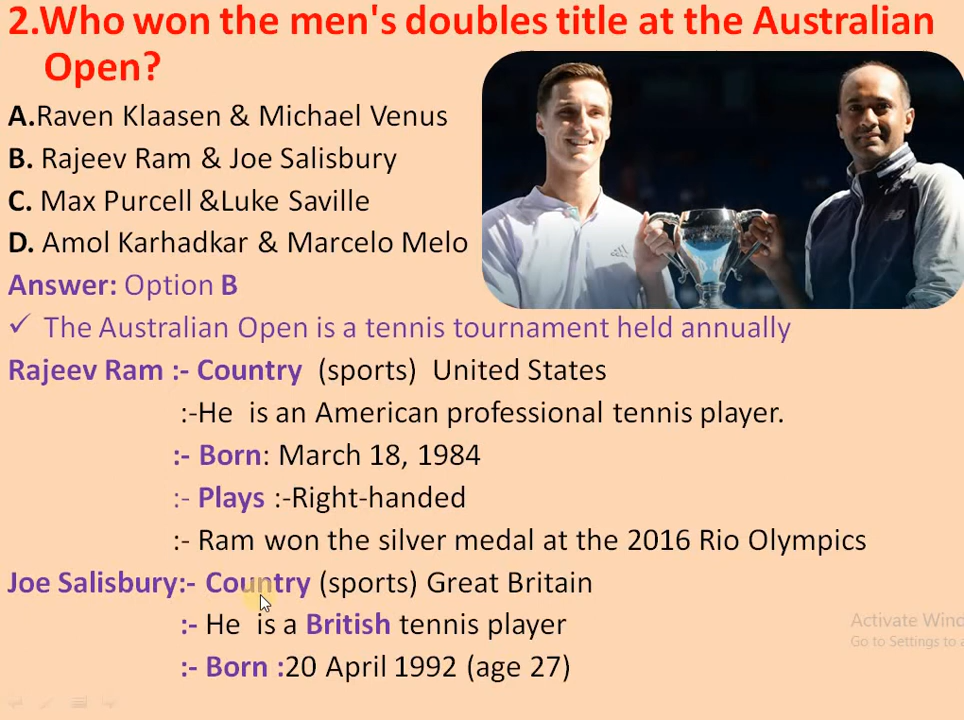 2.Who won the men's doubles title at the Australian
Open?
A.Raven Klaasen & Michael Venus
B. Rajeev Ram & Joe Salisbury
C. Max Purcell &Luke Saville
D. Amol Karhadkar & Marcelo Melo
Answer: Option B
✓ The Australian Open is a tennis tournament held annually
Rajeev Ram :- Country (sports) United States
:-He is an American professional tennis player.
:- Born: March 18, 1984
:- Plays :-Right-handed
:- Ram won the silver medal at the 2016 Rio Olympics
Joe Salisbury:- Country (sports) Great Britain
:- He is a British tennis player
:- Born :20 April 1992 (age 27)
Activate Wind
Go to Settings to a